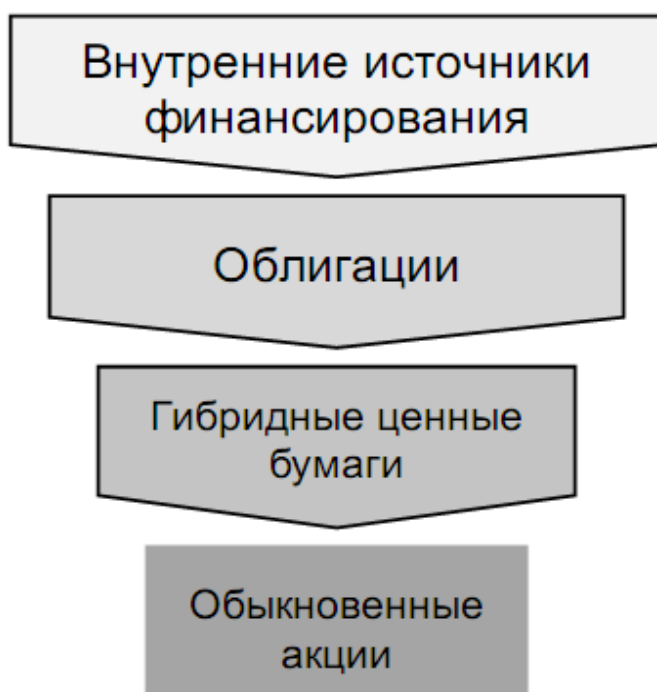 Внутренние источники
финансирования
Облигации
Гибридные ценные
бумаги
Обыкновенные
акции